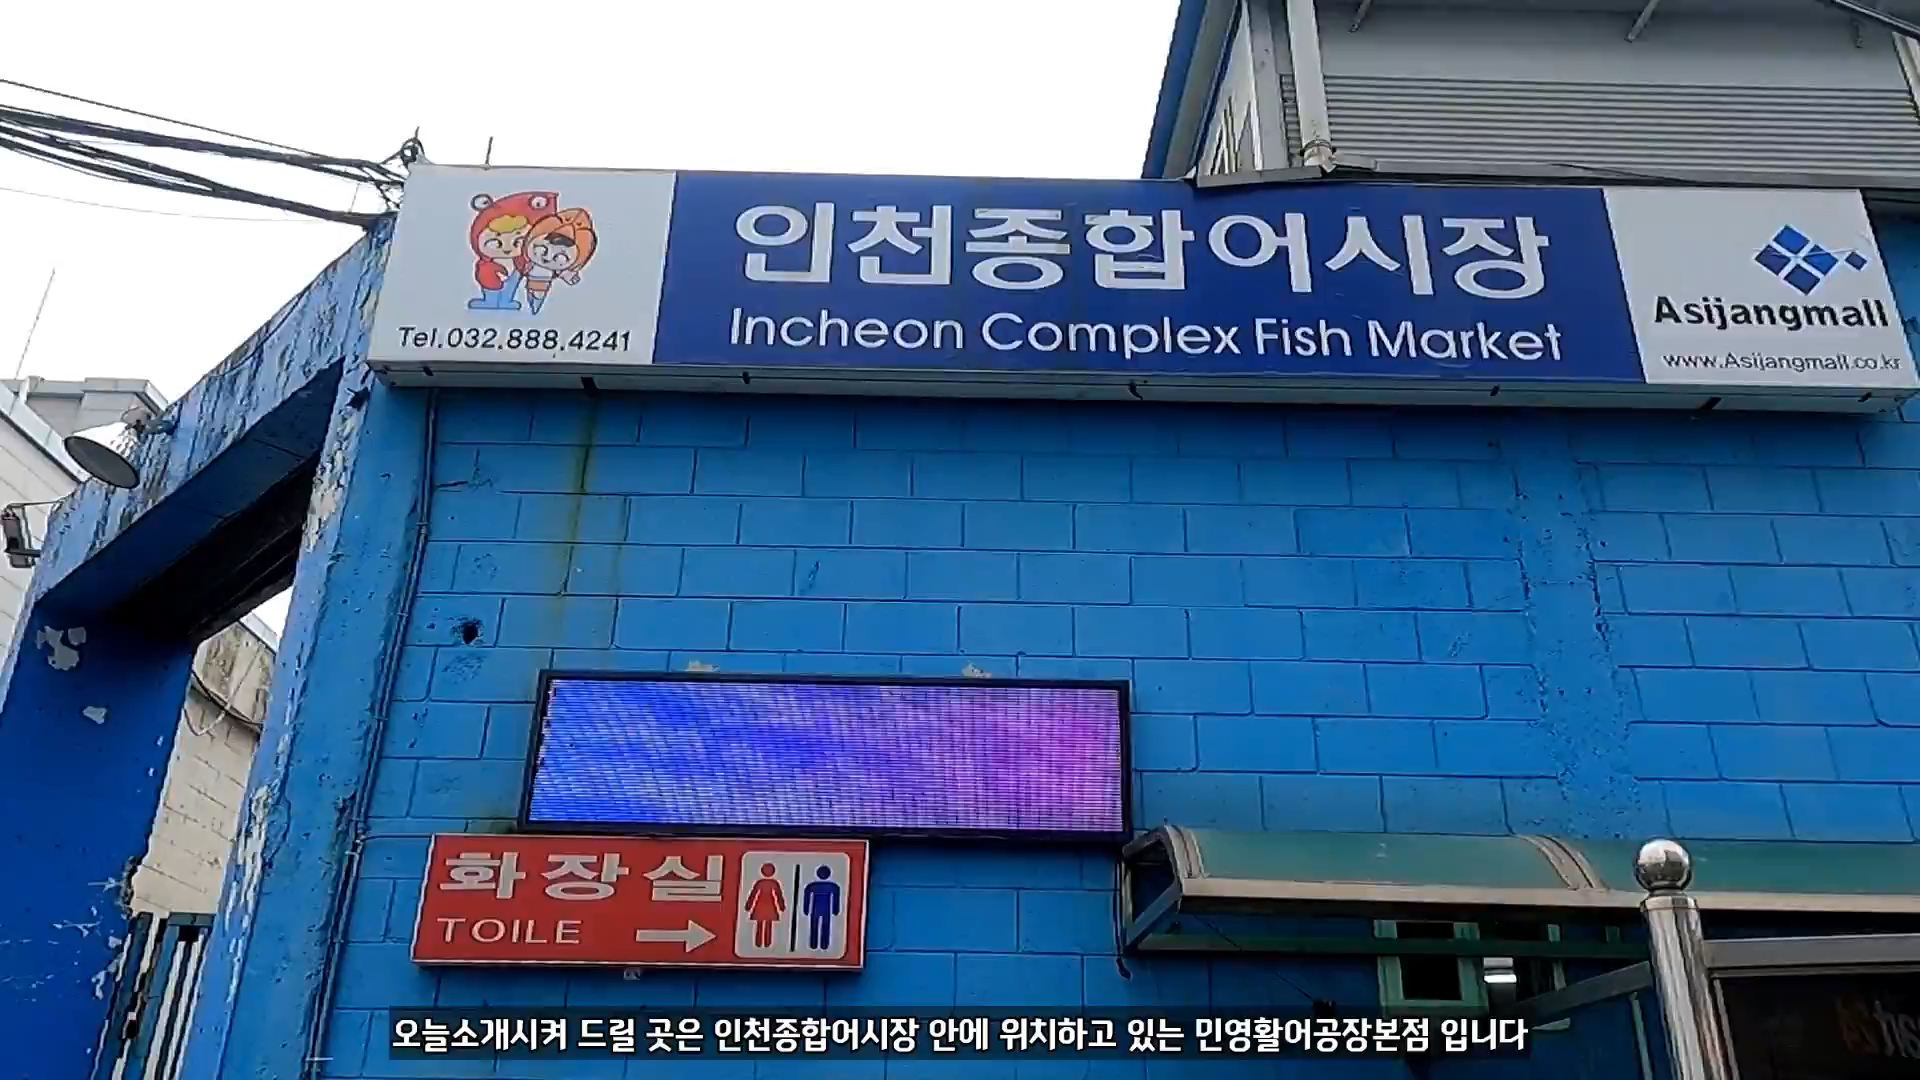 인천종합어시장
Incheon Complex Fish Market
Tel.032.888.4241
Asijangmall
www.Asijangmall.co.kr
화장실
TOILE
오늘소개시켜 드릴 곳은 인천종합어시장 안에 위치하고 있는 민영활어공장본점 입니다